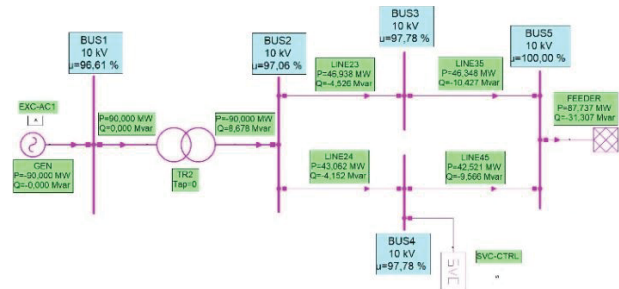 BUS1
10 kV
µ=96,61 %
BUS2
10 kV
µ=97,06 %
BUS3
10 kV
µ=97,78 %
BUS5
10 kV
µ=100,00 %
LINE23
P=46,938 MW
Q=-4,526 Mvar
LINE35
P=46,348 MW
Q=-10,427 Mvar
EXC-AC1
P=90,000 MW
Q=0,000 Mvar
P=-90,000 MW
Q=8,678 Mvar
FEEDER
P=87,737 MW
Q=-31,307 Mvar
GEN
P=-90,000 MW
Q=-0,000 Mvar
TR2
Tap=0
LINE24
P=43,062 MW
Q=-4,152 Mvar
LINE45
P=42,521 MW
Q=-9,566 Mvar
BUS4
10 kV
µ=97,78 %
SVC
SVC-CTRL